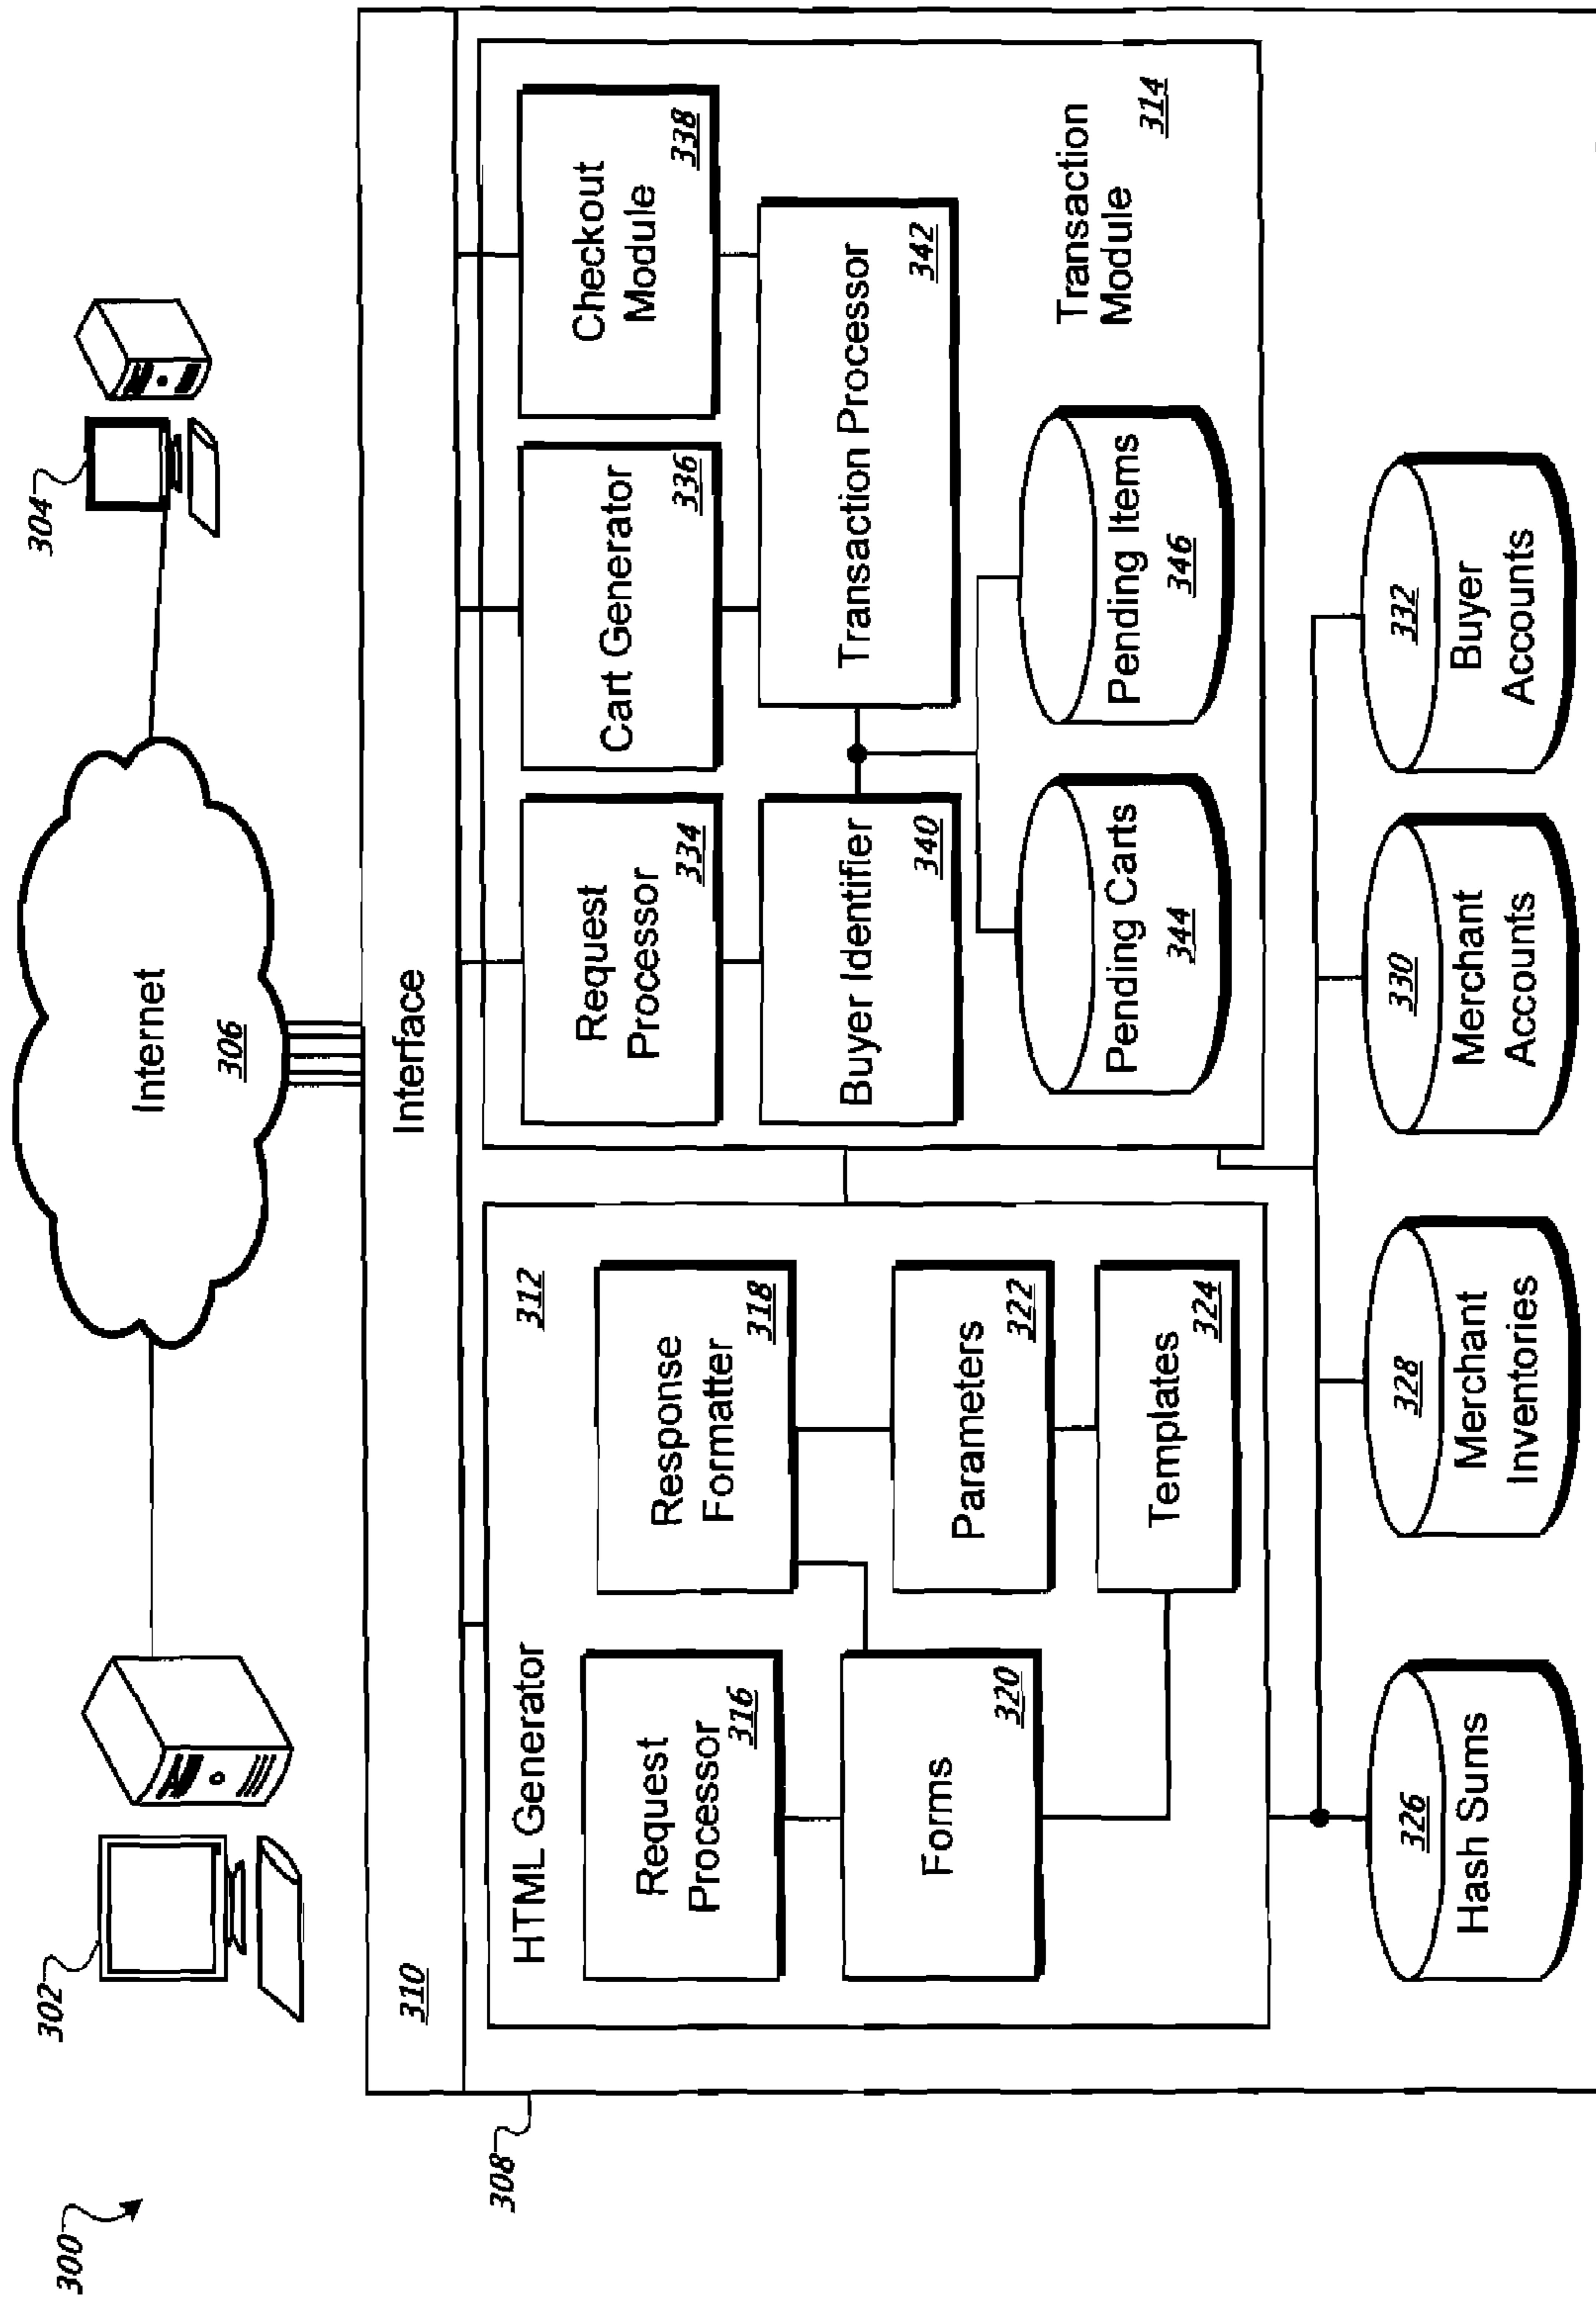 300
302
304
Internet
306
308
310
Interface
HTML Generator
312
Request
Processor
316
Response
Formatter
318
Forms
320
Parameters
322
Templates
324
Request
Processor
334
Cart Generator
336
Checkout
Module
338
Buyer Identifier
340
Transaction Processor
342
Pending Carts
344
Pending Items
346
Transaction
Module
314
326
Hash Sums
328
Merchant
Inventories
330
Merchant
Accounts
332
Buyer
Accounts